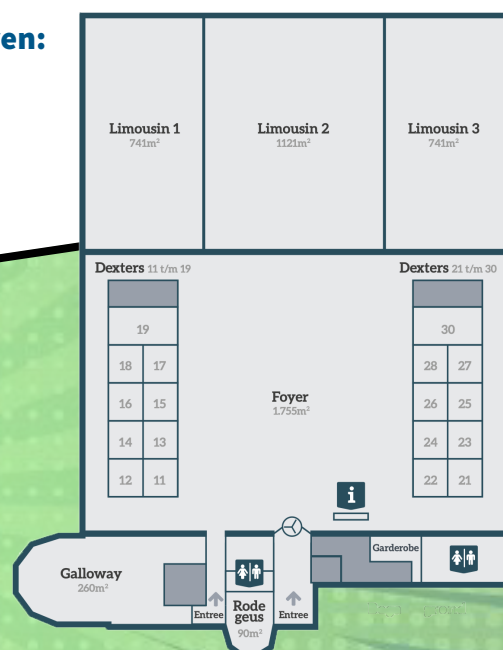 en:
Limousin 1
741m²
Limousin 2
1121m²
Limousin 3
741m²
Dexters 11 t/m 19
Dexters 21 t/m 30
19
30
18 17
28 27
16 15
26 25
14 13
24 23
12 11
22 21
Foyer
1.755m²
i
Garderobe
Galloway
260m²
Entree
Rode
geus
90m²
Entree